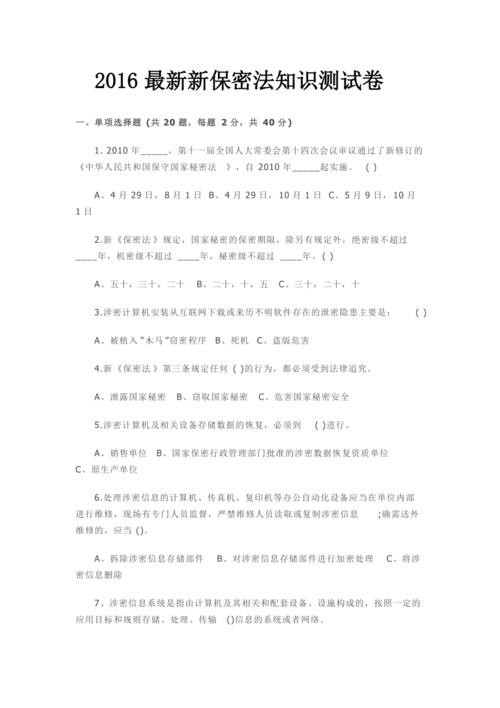 2016最新新保密法知识测试卷
一、单项选择题 (共 20 题，每题 2 分，共 40 分)
1. 2010 年_____，第十一届全国人大常委会第十四次会议审议通过了新修订的
《中华人民共和国保守国家秘密法 》，自 2010 年_____起实施。 ( )
A、4 月 29 日，8 月 1 日 B、4 月 29 日，10 月 1 日 C、5 月 9 日，10 月
1 日
2.新《保密法 》规定，国家秘密的保密期限，除另有规定外，绝密级不超过
____年，机密级不超过 ____年，秘密级不超过 ____年。( )
A、五十，三十，二十 B、二十，十，五 C、三十，二十，十
3.涉密计算机安装从互联网下载或来历不明软件存在的泄密隐患主要是： ( )
A、被植入 “木马 ”窃密程序 B、死机 C、盗版危害
4.新《保密法 》第三条规定任何 ( )的行为，都必须受到法律追究。
A、泄露国家秘密 B、窃取国家秘密 C、危害国家秘密安全
5.涉密计算机及相关设备存储数据的恢复，必须到 ( )进行。
A、销售单位 B、国家保密行政管理部门批准的涉密数据恢复资质单位
C、原生产单位
6.处理涉密信息的计算机、传真机、复印机等办公自动化设备应当在单位内部
进行维修，现场有专门人员监督，严禁维修人员读取或复制涉密信息 ;确需送外
维修的，应当 ()。
A、拆除涉密信息存储部件 B、对涉密信息存储部件进行加密处理 C、将涉
密信息删除
7、涉密信息系统是指由计算机及其相关和配套设备、设施构成的，按照一定的
应用目标和规则存储、处理、传输 ()信息的系统或者网络。